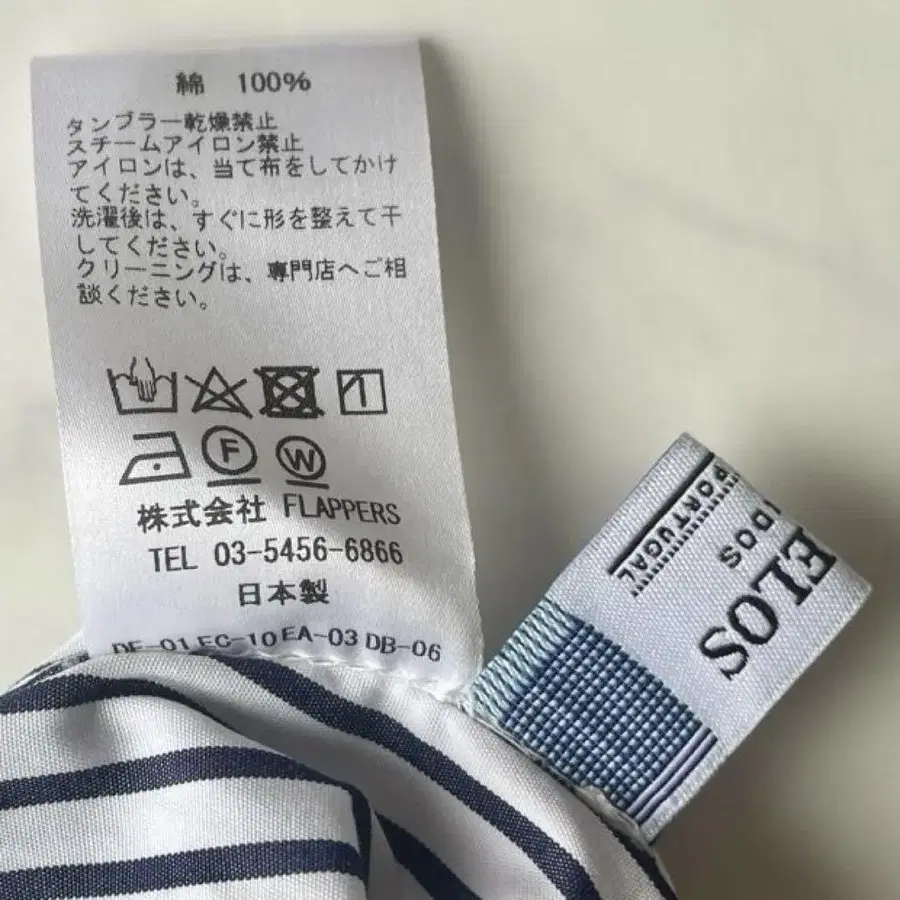 綿 100%
タンブラー乾燥禁止
スチームアイロン禁止
アイロンは、当て布をしてかけ
てください。
洗濯後は、すぐに形を整えて干
してください。
クリーニングは、専門店へご相
談ください。
F W
株式会社 FLAPPERS
TEL 03-5456-6866
日本製
DE-01 EC-10 EA-03 DB-06
ELOS
IDOS
PORTUGAL